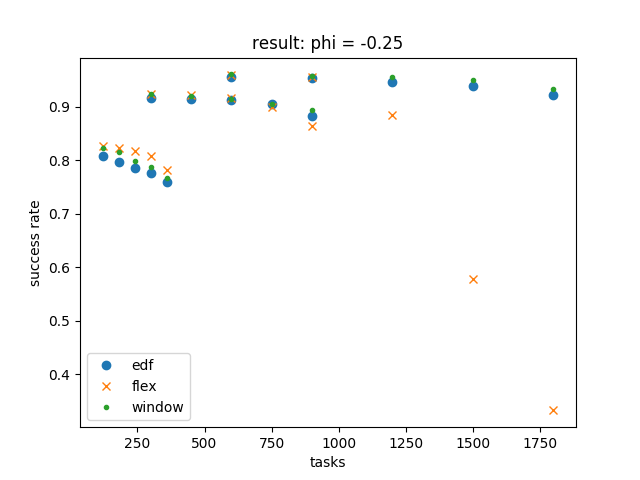 result: phi = -0.25
success rate
0.9
0.8
0.7
0.6
0.5
0.4
edf
flex
window
250 500 750 1000 1250 1500 1750
tasks